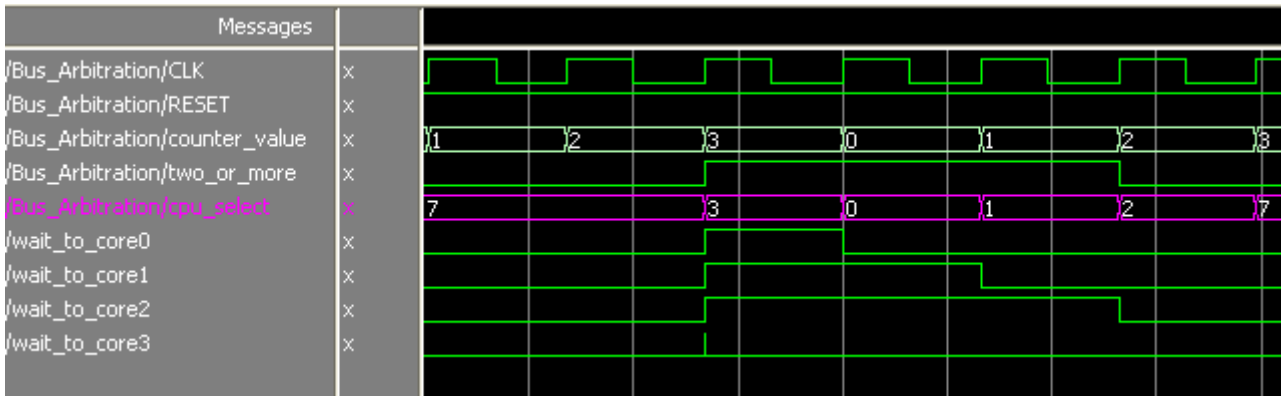 Messages
/Bus_Arbitration/CLK x
/Bus_Arbitration/RESET x
/Bus_Arbitration/counter_value x 1 2 3 0 1 2 3
/Bus_Arbitration/two_or_more x
/Bus_Arbitration/cpu_select x 7 3 0 1 2 7
/wait_to_core0 x
/wait_to_core1 x
/wait_to_core2 x
/wait_to_core3 x